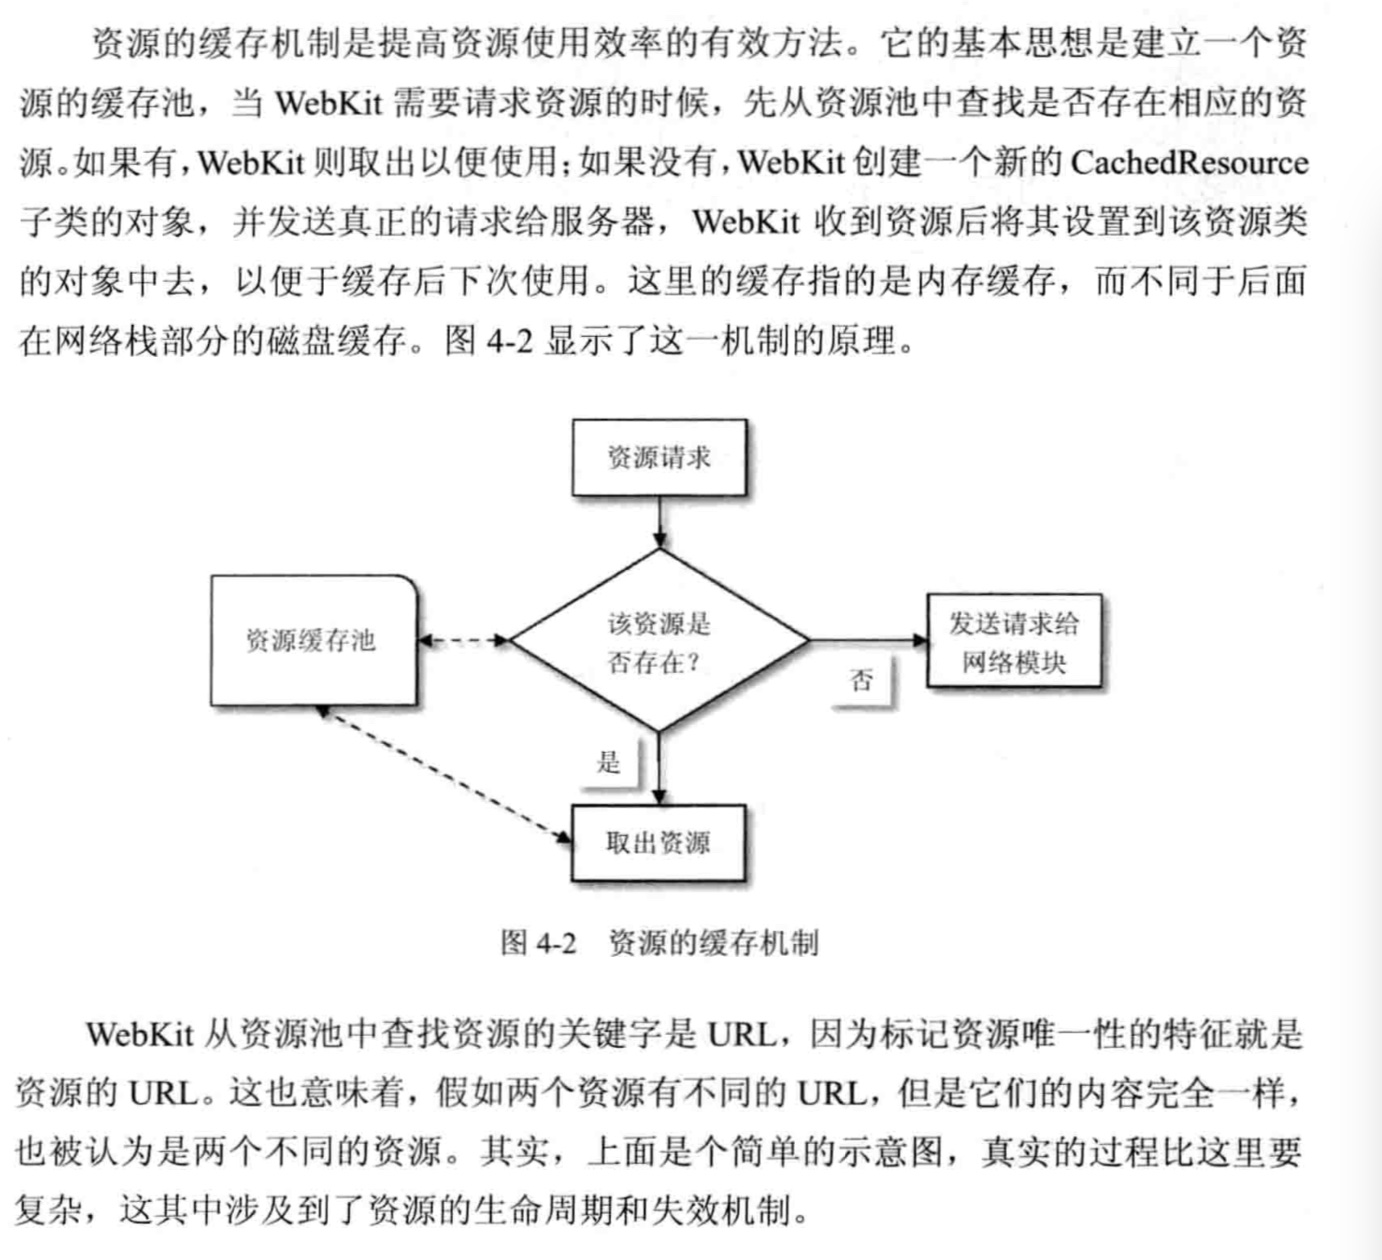 资源的缓存机制是提高资源使用效率的有效方法。它的基本思想是建立一个资
源的缓存池，当 WebKit 需要请求资源的时候，先从资源池中查找是否存在相应的资
源。如果有，WebKit 则取出以便使用；如果没有，WebKit 创建一个新的 CachedResource
子类的对象，并发送真正的请求给服务器，WebKit 收到资源后将其设置到该资源类
的对象中去，以便于缓存后下次使用。这里的缓存指的是内存缓存，而不同于后面
在网络栈部分的磁盘缓存。图 4-2 显示了这一机制的原理。
资源请求
资源缓存池
该资源是
否存在？
发送请求给
网络模块
否
是
取出资源
图 4-2 资源的缓存机制
WebKit 从资源池中查找资源的关键字是 URL，因为标记资源唯一性的特征就是
资源的 URL。这也意味着，假如两个资源有不同的 URL，但是它们的内容完全一样，
也被认为是两个不同的资源。其实，上面是个简单的示意图，真实的过程比这里要
复杂，这其中涉及到了资源的生命周期和失效机制。